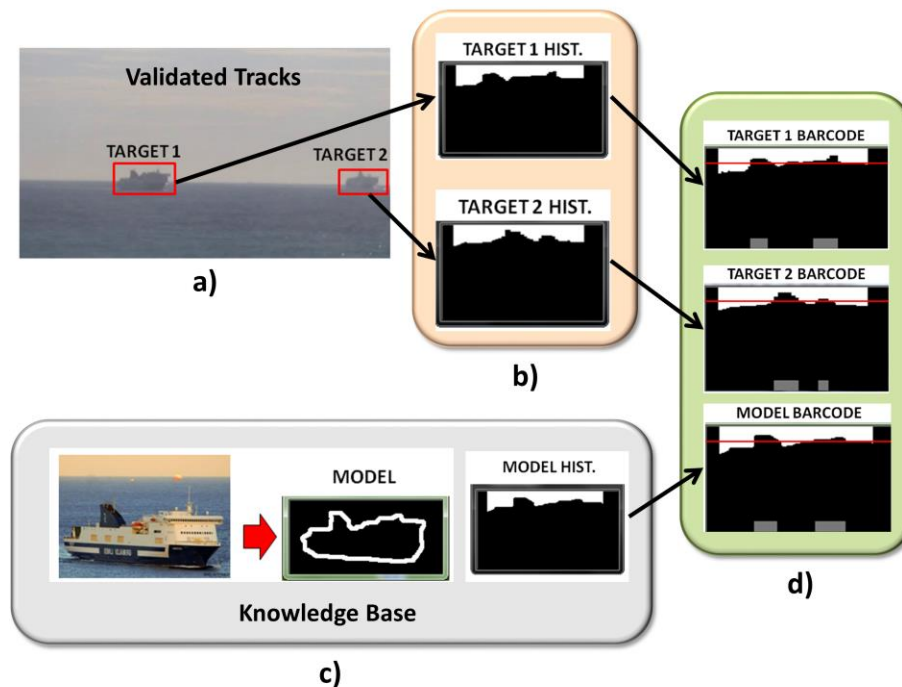 Validated Tracks
TARGET 1
TARGET 2
a)
TARGET 1 HIST.
TARGET 2 HIST.
b)
TARGET 1 BARCODE
TARGET 2 BARCODE
MODEL BARCODE
d)
MODEL
MODEL HIST.
Knowledge Base
c)